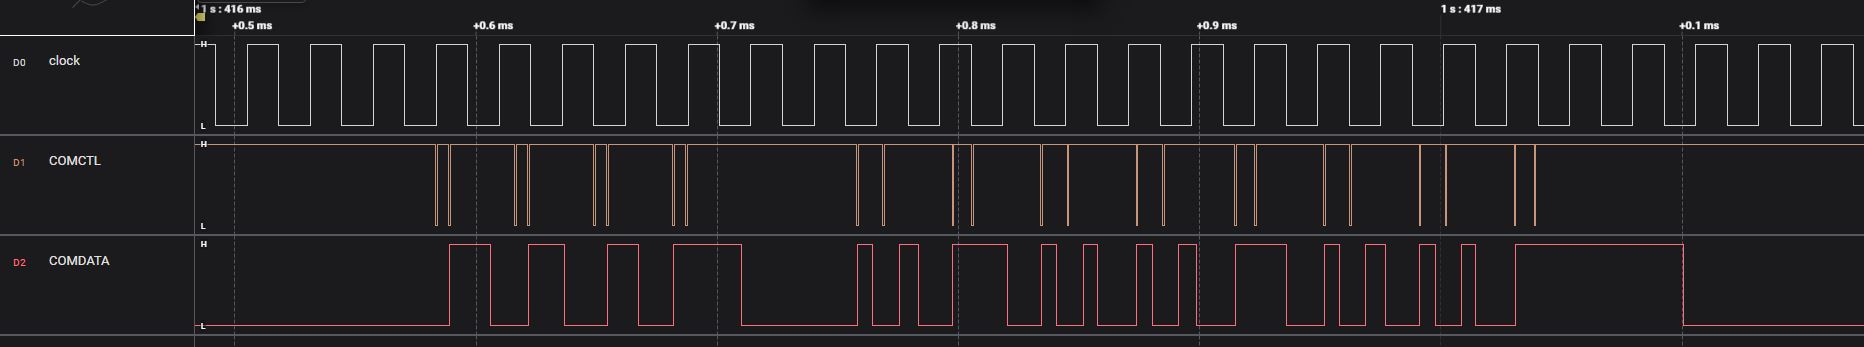 1 s : 416 ms
1 s : 417 ms
+0.5 ms
+0.6 ms
+0.7 ms
+0.8 ms
+0.9 ms
+0.1 ms
H
D0
clock
L
H
D1
COMCTL
L
H
D2
COMDATA
L